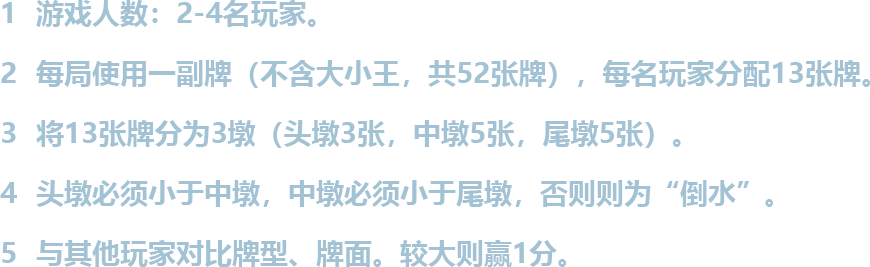 1 游戏人数：2-4名玩家。
2 每局使用一副牌（不含大小王，共52张牌），每名玩家分配13张牌。
3 将13张牌分为3墩（头墩3张，中墩5张，尾墩5张）。
4 头墩必须小于中墩，中墩必须小于尾墩，否则则为“倒水”。
5 与其他玩家对比牌型、牌面。较大则赢1分。